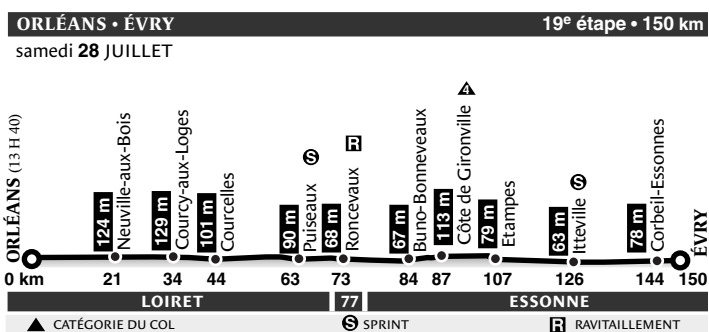 ORLÉANS • ÉVRY 19e étape • 150 km
samedi 28 JUILLET
ORLÉANS (13 H 40)
124 m Neuville-aux-Bois
129 m Courcy-aux-Loges
101 m Courcelles
90 m Puiseaux S
68 m Roncevaux R
67 m Buno-Bonneveaux
113 m Côte de Gironville 4
79 m Etampes
63 m Itteville S
78 m Corbeil-Essonnes
ÉVRY
0 km 21 34 44 63 73 84 87 107 126 144 150
LOIRET 77 ESSONNE
CATÉGORIE DU COL S SPRINT R RAVITAILLEMENT